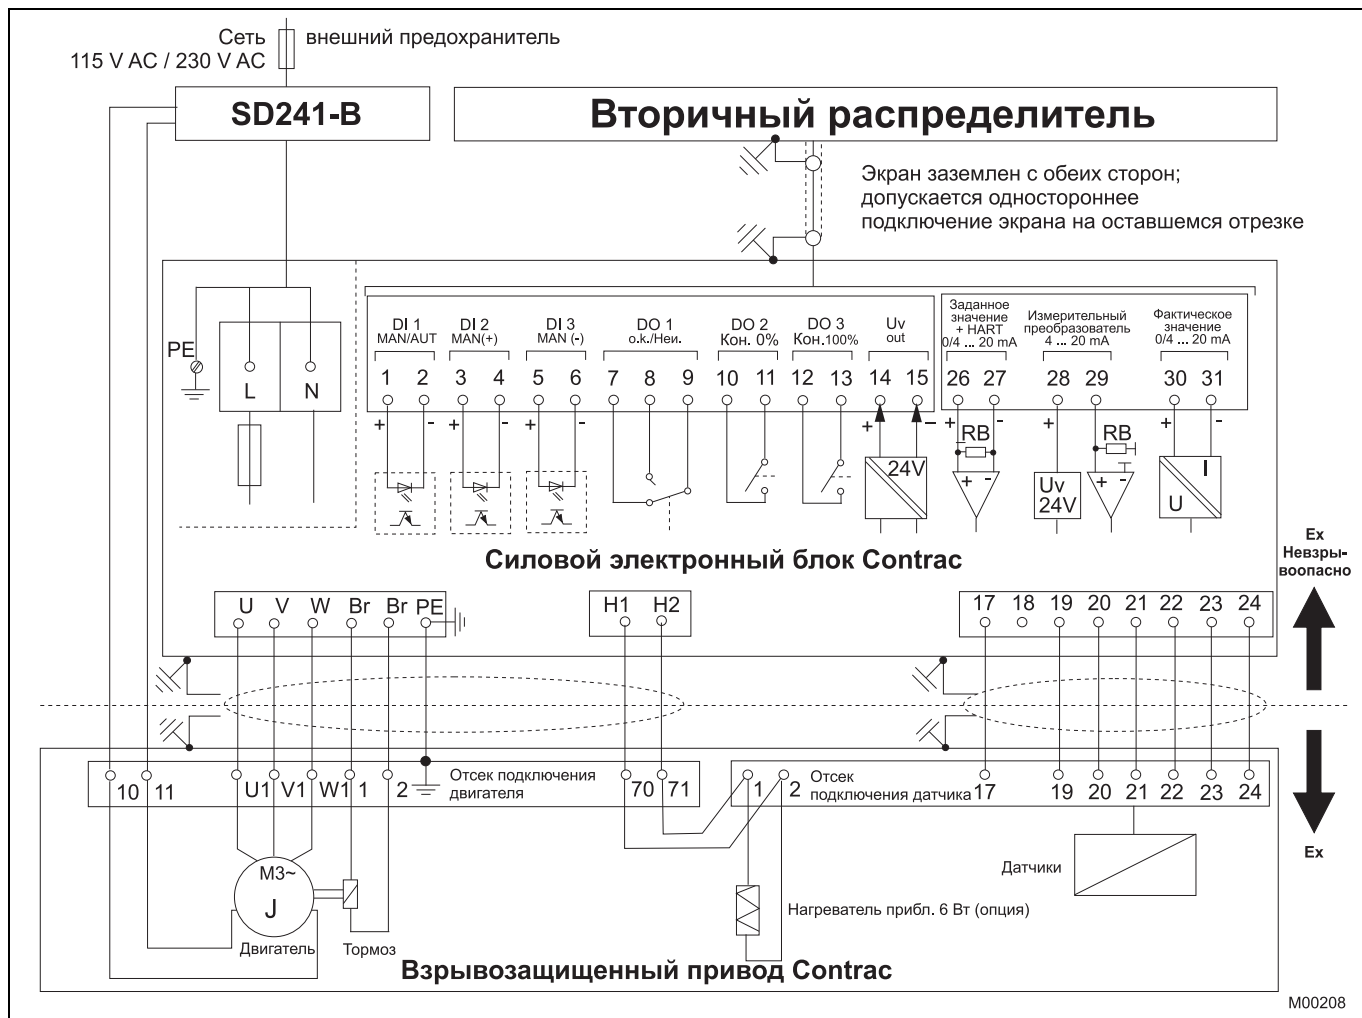 Сеть
115 V AC / 230 V AC
внешний предохранитель
SD241-B
Вторичный распределитель
Экран заземлен с обеих сторон;
допускается одностороннее
подключение экрана на оставшемся отрезке
PE
L
N
DI 1
MAN/AUT
DI 2
MAN(+)
DI 3
MAN (-)
DO 1
o.k./Неи.
DO 2
Кон. 0%
DO 3
Кон.100%
Uv
out
Заданное
значение
+ HART
0/4 ... 20 mA
Измерительный
преобразователь
4 ... 20 mA
Фактическое
значение
0/4 ... 20 mA
1 2 3 4 5 6 7 8 9 10 11 12 13 14 15 26 27 28 29 30 31
+ - + - + - + – + - + + -
RB RB
24V
+ -
Uv
24V
+ -
I
U
Силовой электронный блок Contrac
Ex
Невзры-
воопасно
U V W Br Br PE
H1 H2
17 18 19 20 21 22 23 24
10 11 U1 V1 W1 1 2
Отсек подключения
двигателя
70 71
1 2
Отсек
подключения датчика
17 19 20 21 22 23 24
Ex
M3~
J
Двигатель
Тормоз
Нагреватель прибл. 6 Вт (опция)
Датчики
Взрывозащищенный привод Contrac
M00208